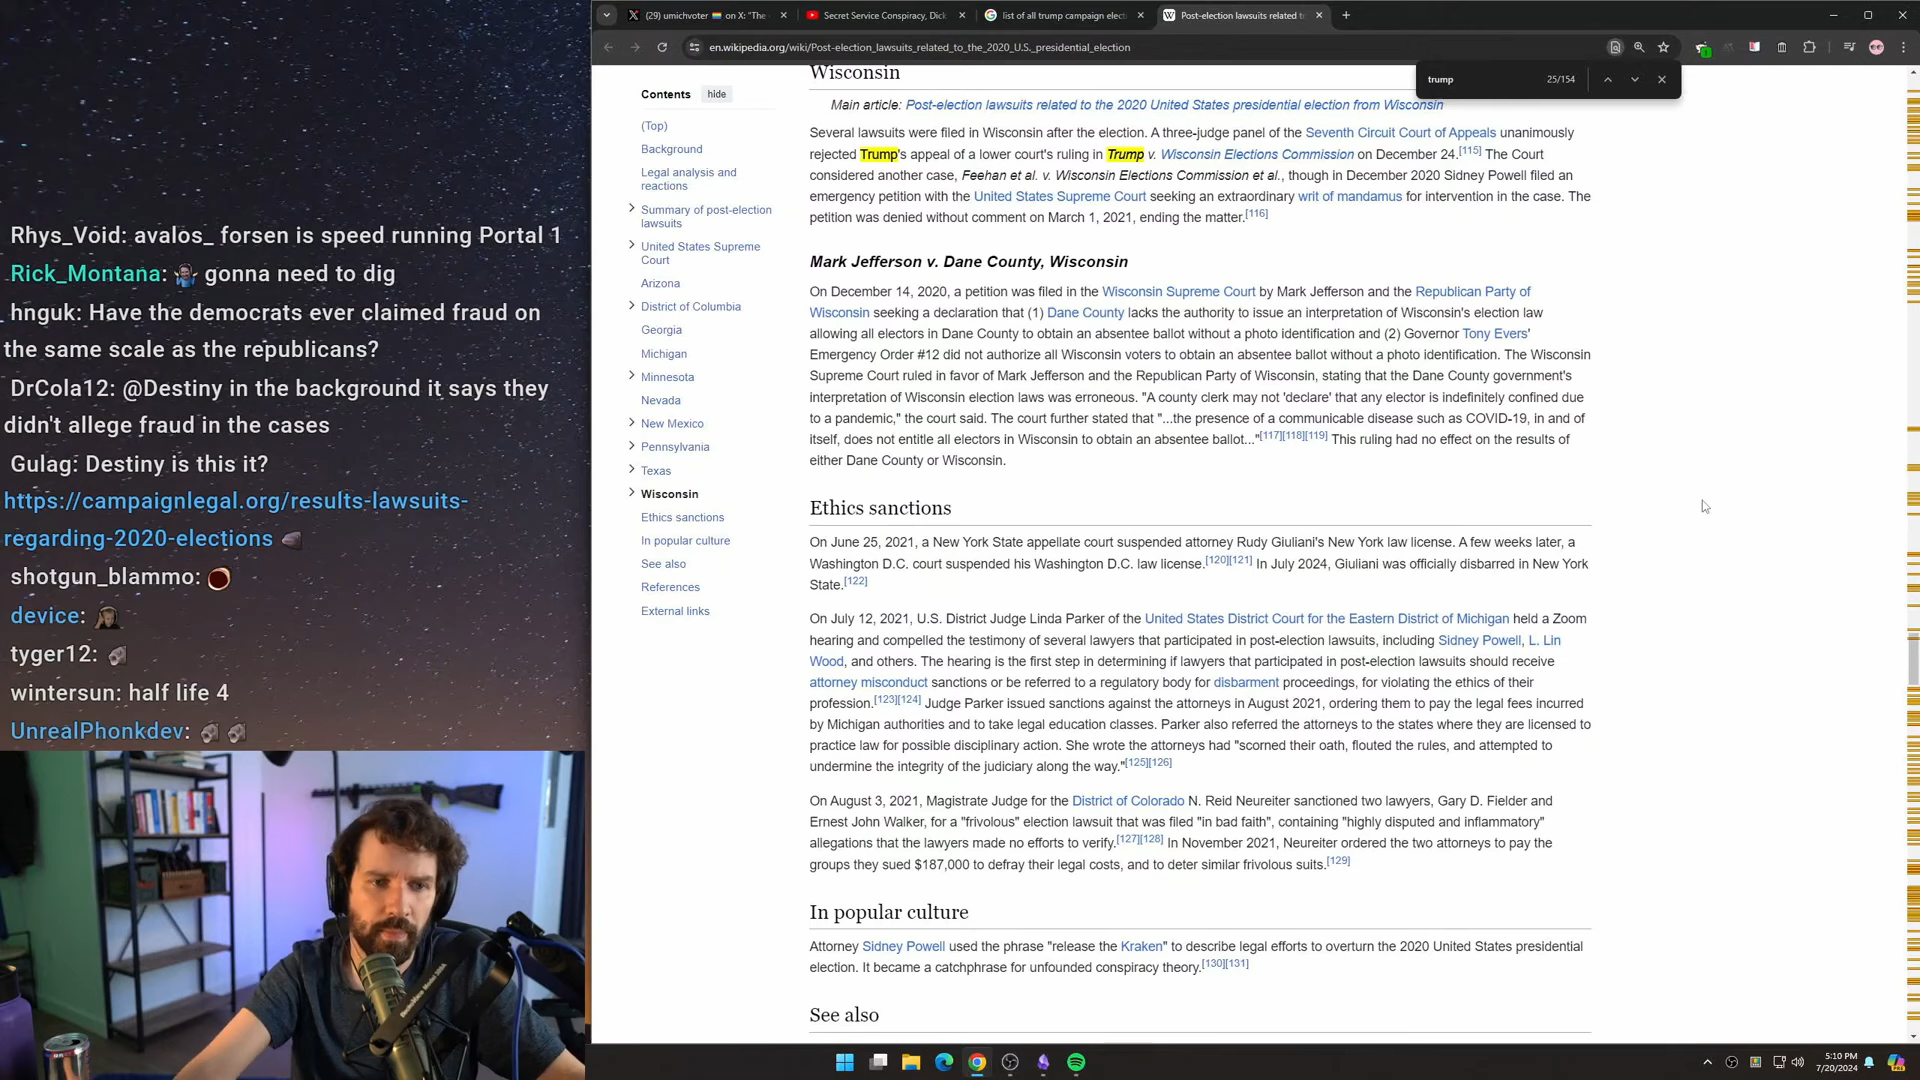 (29) umichvoter 🏳️‍🌈 on X: "The
Secret Service Conspiracy, Dick
list of all trump campaign elect
Post-election lawsuits related to
en.wikipedia.org/wiki/Post-election_lawsuits_related_to_the_2020_U.S._presidential_election
trump
25/154
Rhys_Void: avalos_ forsen is speed running Portal 1
Rick_Montana: gonna need to dig
hnguk: Have the democrats ever claimed fraud on
the same scale as the republicans?
DrCola12: @Destiny in the background it says they
didn't allege fraud in the cases
Gulag: Destiny is this it?
https://campaignlegal.org/results-lawsuits-
regarding-2020-elections
shotgun_blammo:
device:
tyger12:
wintersun: half life 4
UnrealPhonkdev:
Contents hide
(Top)
Background
Legal analysis and
reactions
Summary of post-election
lawsuits
United States Supreme
Court
Arizona
District of Columbia
Georgia
Michigan
Minnesota
Nevada
New Mexico
Pennsylvania
Texas
Wisconsin
Ethics sanctions
In popular culture
See also
References
External links
Wisconsin
Main article: Post-election lawsuits related to the 2020 United States presidential election from Wisconsin
Several lawsuits were filed in Wisconsin after the election. A three-judge panel of the Seventh Circuit Court of Appeals unanimously
rejected Trump's appeal of a lower court's ruling in Trump v. Wisconsin Elections Commission on December 24.[115] The Court
considered another case, Feehan et al. v. Wisconsin Elections Commission et al., though in December 2020 Sidney Powell filed an
emergency petition with the United States Supreme Court seeking an extraordinary writ of mandamus for intervention in the case. The
petition was denied without comment on March 1, 2021, ending the matter.[116]
Mark Jefferson v. Dane County, Wisconsin
On December 14, 2020, a petition was filed in the Wisconsin Supreme Court by Mark Jefferson and the Republican Party of
Wisconsin seeking a declaration that (1) Dane County lacks the authority to issue an interpretation of Wisconsin's election law
allowing all electors in Dane County to obtain an absentee ballot without a photo identification and (2) Governor Tony Evers'
Emergency Order #12 did not authorize all Wisconsin voters to obtain an absentee ballot without a photo identification. The Wisconsin
Supreme Court ruled in favor of Mark Jefferson and the Republican Party of Wisconsin, stating that the Dane County government's
interpretation of Wisconsin election laws was erroneous. "A county clerk may not 'declare' that any elector is indefinitely confined due
to a pandemic," the court said. The court further stated that "...the presence of a communicable disease such as COVID-19, in and of
itself, does not entitle all electors in Wisconsin to obtain an absentee ballot..."[117][118][119] This ruling had no effect on the results of
either Dane County or Wisconsin.
Ethics sanctions
On June 25, 2021, a New York State appellate court suspended attorney Rudy Giuliani's New York law license. A few weeks later, a
Washington D.C. court suspended his Washington D.C. law license.[120][121] In July 2024, Giuliani was officially disbarred in New York
State.[122]
On July 12, 2021, U.S. District Judge Linda Parker of the United States District Court for the Eastern District of Michigan held a Zoom
hearing and compelled the testimony of several lawyers that participated in post-election lawsuits, including Sidney Powell, L. Lin
Wood, and others. The hearing is the first step in determining if lawyers that participated in post-election lawsuits should receive
attorney misconduct sanctions or be referred to a regulatory body for disbarment proceedings, for violating the ethics of their
profession.[123][124] Judge Parker issued sanctions against the attorneys in August 2021, ordering them to pay the legal fees incurred
by Michigan authorities and to take legal education classes. Parker also referred the attorneys to the states where they are licensed to
practice law for possible disciplinary action. She wrote the attorneys had "scorned their oath, flouted the rules, and attempted to
undermine the integrity of the judiciary along the way."[125][126]
On August 3, 2021, Magistrate Judge for the District of Colorado N. Reid Neureiter sanctioned two lawyers, Gary D. Fielder and
Ernest John Walker, for a "frivolous" election lawsuit that was filed "in bad faith", containing "highly disputed and inflammatory"
allegations that the lawyers made no efforts to verify.[127][128] In November 2021, Neureiter ordered the two attorneys to pay the
groups they sued $187,000 to defray their legal costs, and to deter similar frivolous suits.[129]
In popular culture
Attorney Sidney Powell used the phrase "release the Kraken" to describe legal efforts to overturn the 2020 United States presidential
election. It became a catchphrase for unfounded conspiracy theory.[130][131]
See also
5:10 PM
7/20/2024